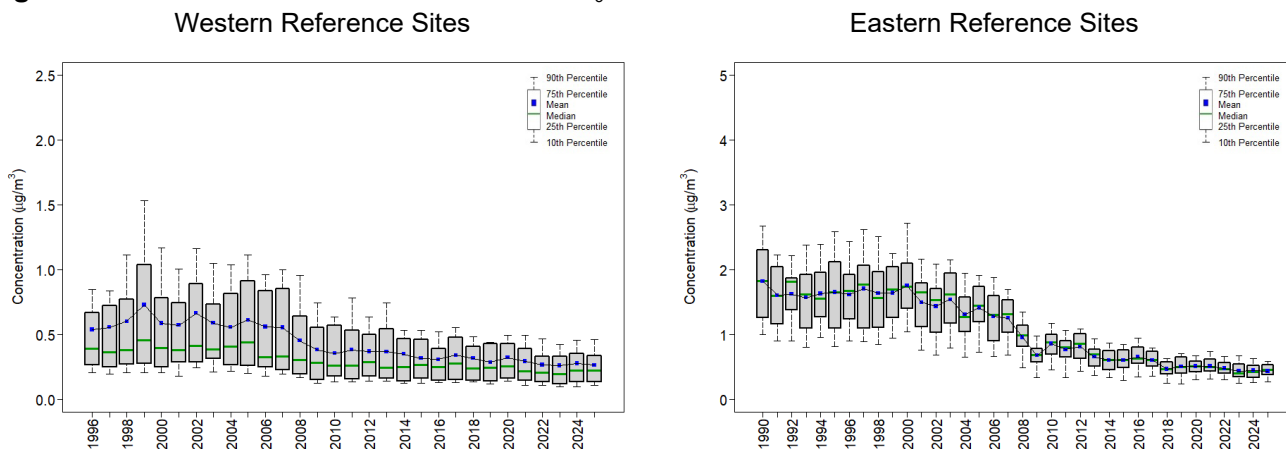 Western Reference Sites
Eastern Reference Sites
Concentration (µg/m³)
2.5
2.0
1.5
1.0
0.5
0.0
90th Percentile
75th Percentile
Mean
Median
25th Percentile
10th Percentile
1996
1998
2000
2002
2004
2006
2008
2010
2012
2014
2016
2018
2020
2022
2024
Concentration (µg/m³)
5
4
3
2
1
0
90th Percentile
75th Percentile
Mean
Median
25th Percentile
10th Percentile
1990
1992
1994
1996
1998
2000
2002
2004
2006
2008
2010
2012
2014
2016
2018
2020
2022
2024